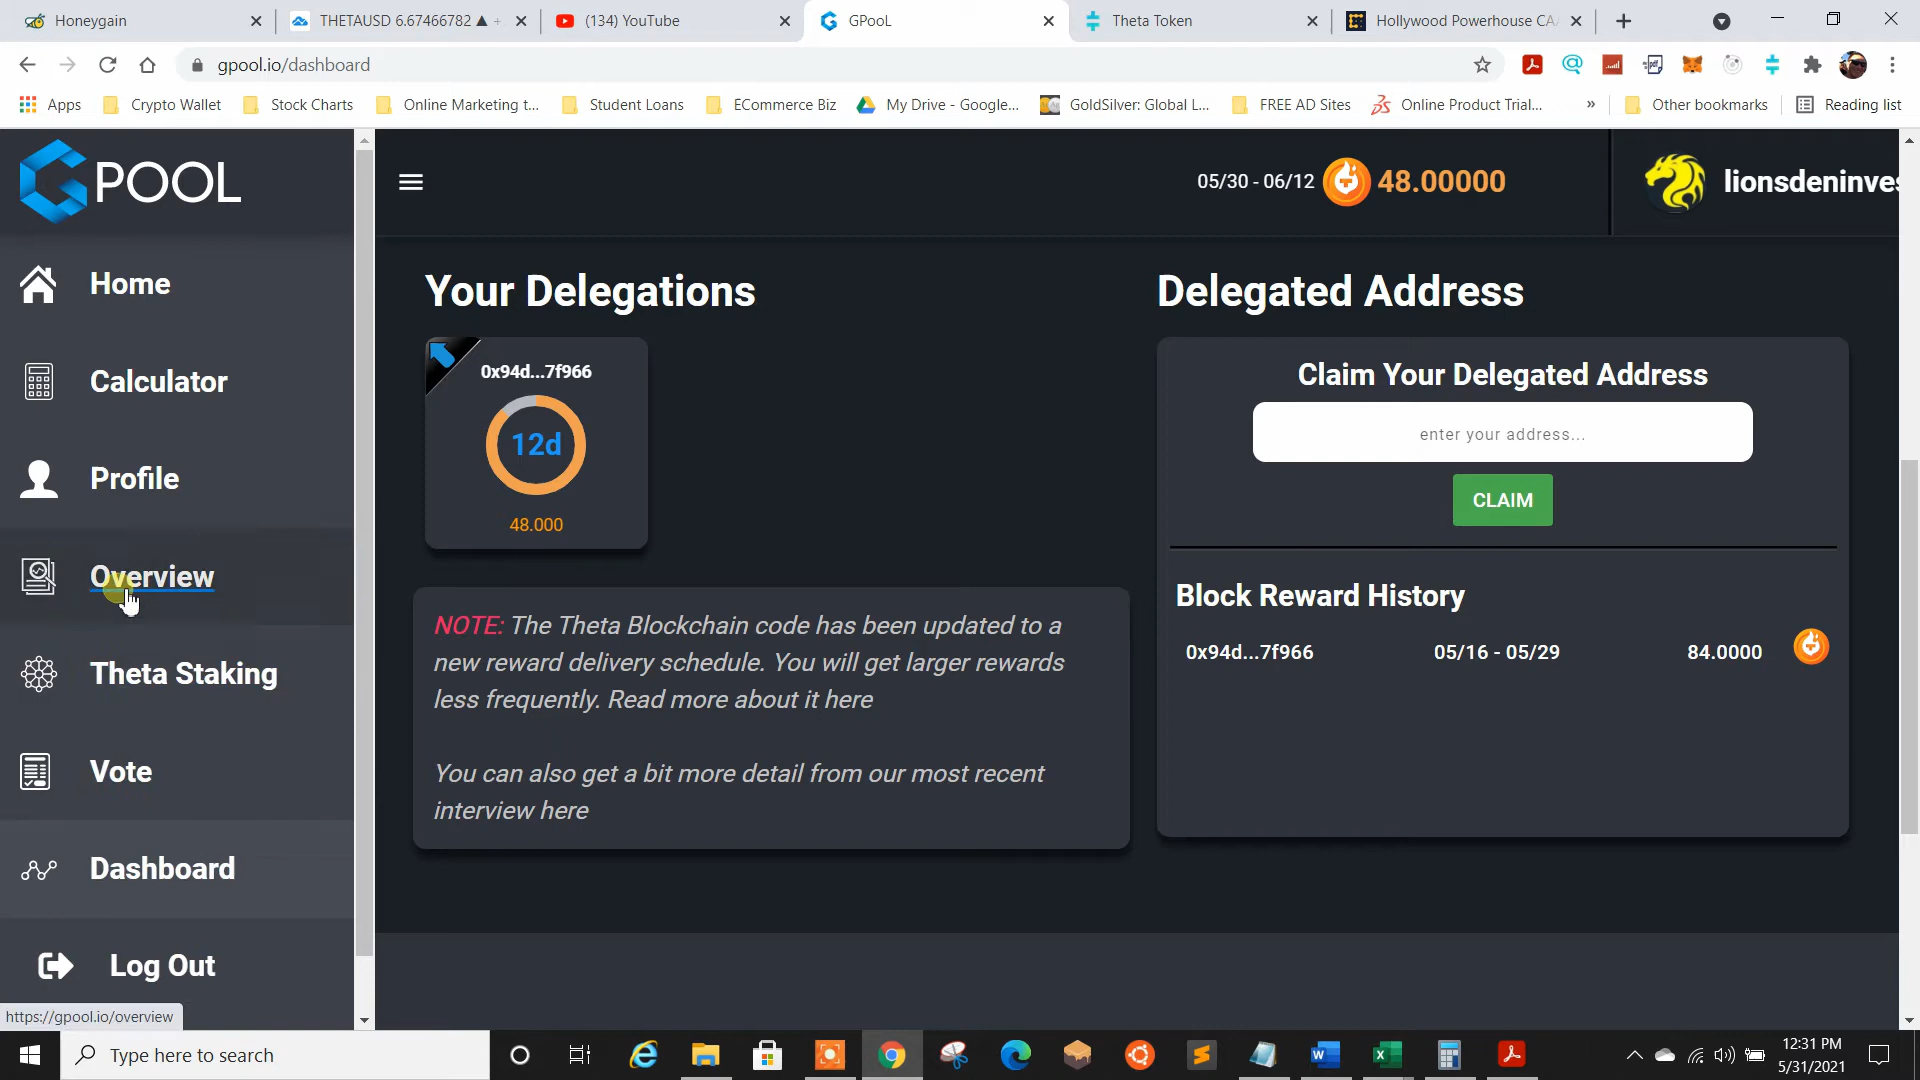 Honeygain
THETAUSD 6.67466782 ▲ +
(134) YouTube
GPooL
Theta Token
Hollywood Powerhouse CA
gpool.io/dashboard
Apps
Crypto Wallet
Stock Charts
Online Marketing t...
Student Loans
ECommerce Biz
My Drive - Google...
GoldSilver: Global L...
FREE AD Sites
Online Product Trial...
»
Other bookmarks
Reading list
GPOOL
05/30 - 06/12
48.00000
lionsdeninves
Home
Calculator
Profile
Overview
Theta Staking
Vote
Dashboard
Log Out
Your Delegations
0x94d...7f966
12d
48.000
NOTE: The Theta Blockchain code has been updated to a
new reward delivery schedule. You will get larger rewards
less frequently. Read more about it here
You can also get a bit more detail from our most recent
interview here
Delegated Address
Claim Your Delegated Address
enter your address...
CLAIM
Block Reward History
0x94d...7f966 05/16 - 05/29 84.0000
https://gpool.io/overview
Type here to search
12:31 PM
5/31/2021